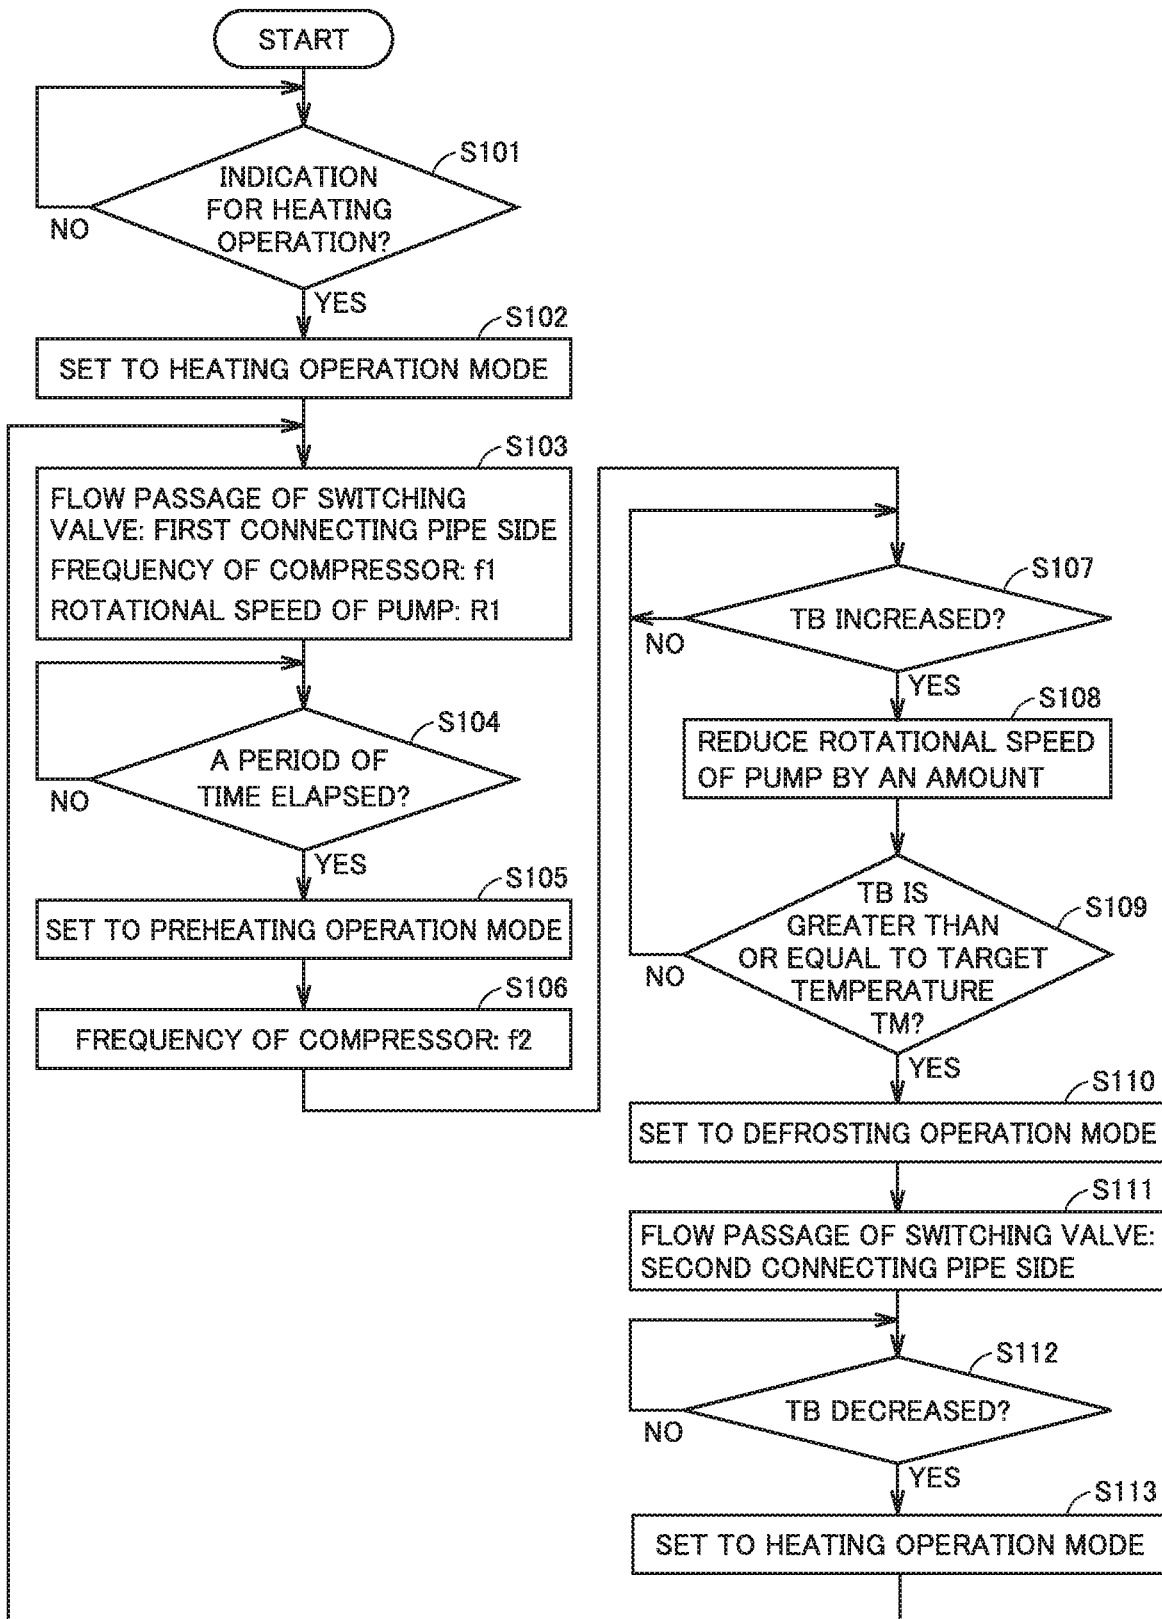 START
S101
INDICATION
FOR HEATING
OPERATION?
NO
YES
S102
SET TO HEATING OPERATION MODE
S103
FLOW PASSAGE OF SWITCHING
VALVE: FIRST CONNECTING PIPE SIDE
FREQUENCY OF COMPRESSOR: f1
ROTATIONAL SPEED OF PUMP: R1
S104
A PERIOD OF
TIME ELAPSED?
NO
YES
S105
SET TO PREHEATING OPERATION MODE
S106
FREQUENCY OF COMPRESSOR: f2
S107
TB INCREASED?
NO
YES
S108
REDUCE ROTATIONAL SPEED
OF PUMP BY AN AMOUNT
S109
TB IS
GREATER THAN
OR EQUAL TO TARGET
TEMPERATURE
TM?
NO
YES
S110
SET TO DEFROSTING OPERATION MODE
S111
FLOW PASSAGE OF SWITCHING VALVE:
SECOND CONNECTING PIPE SIDE
S112
TB DECREASED?
NO
YES
S113
SET TO HEATING OPERATION MODE